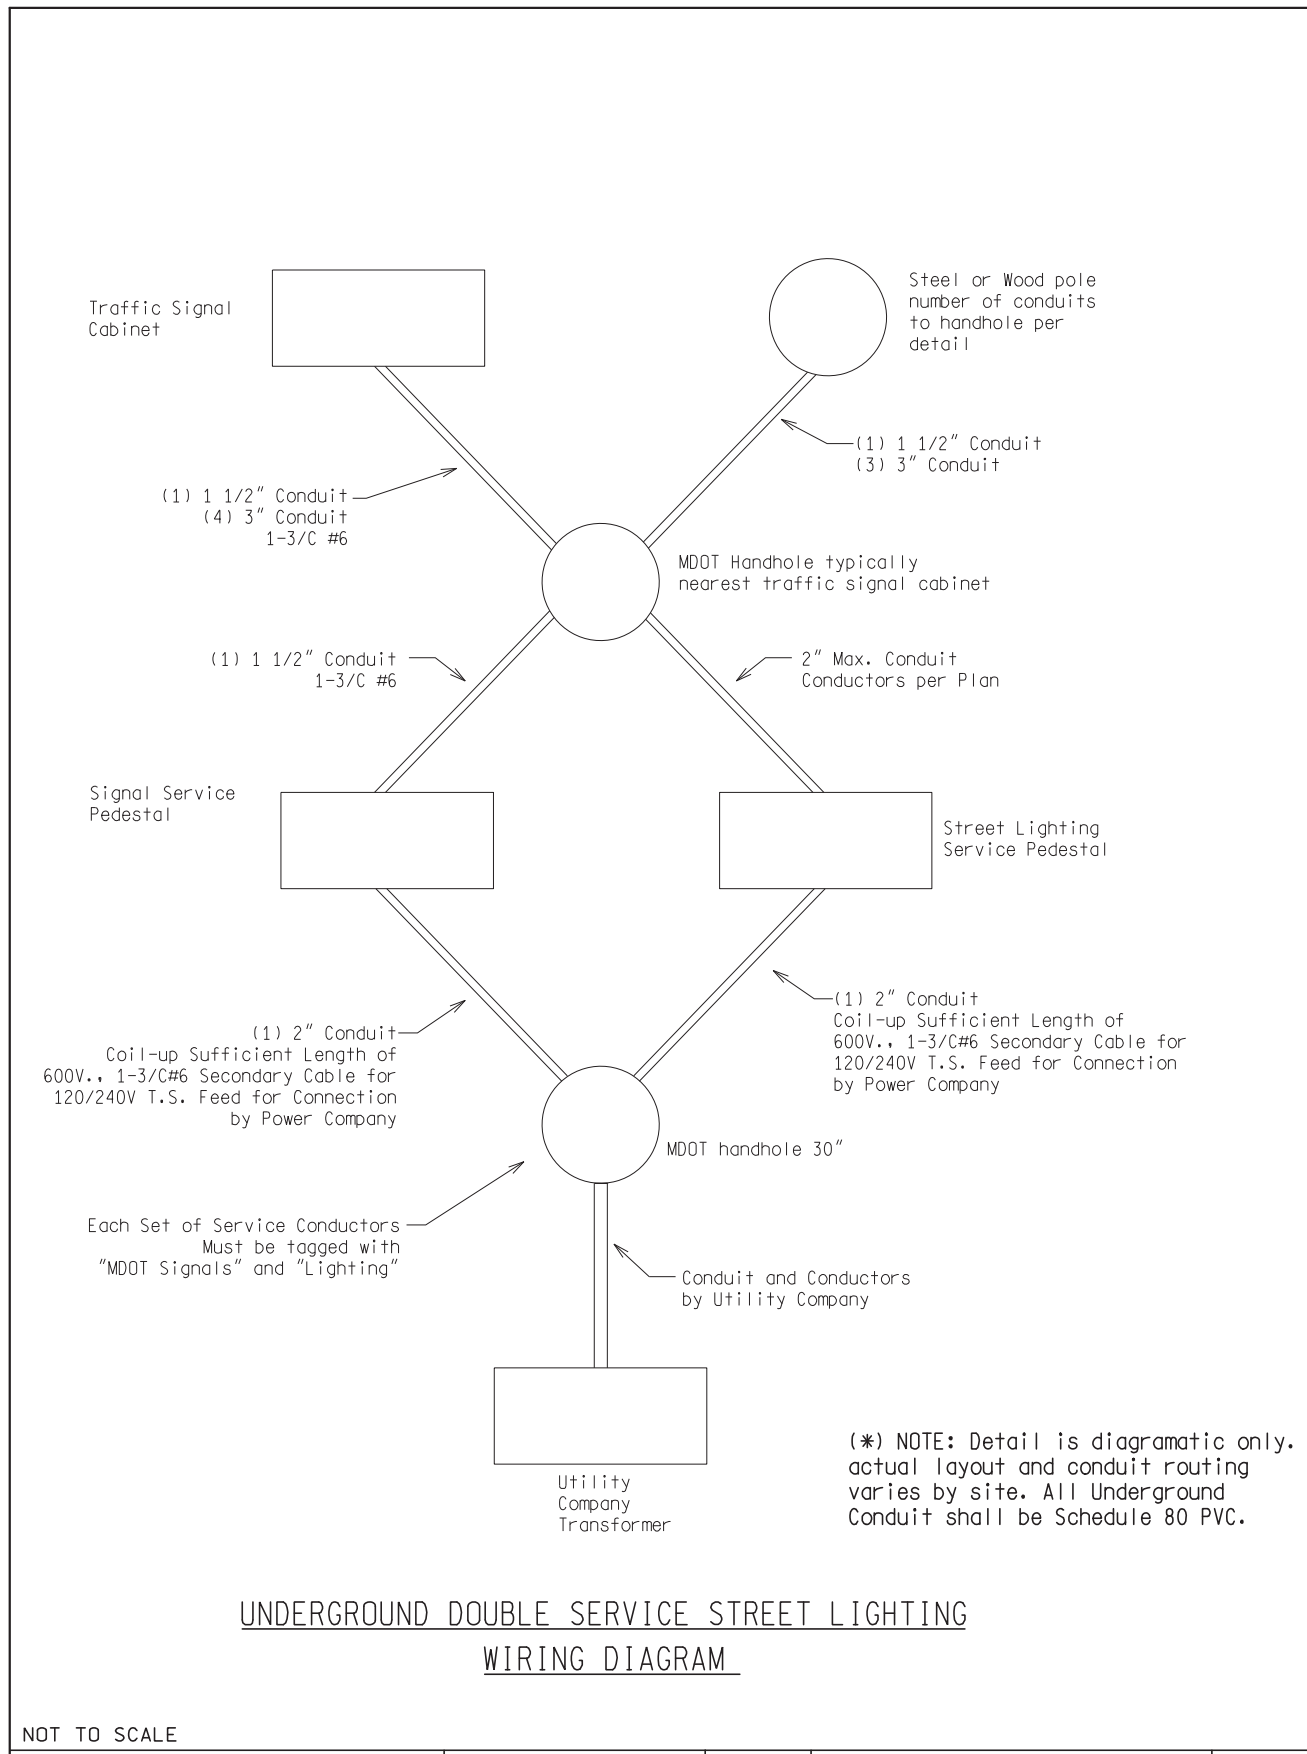 Traffic Signal
Cabinet
Steel or Wood pole
number of conduits
to handhole per
detail
(1) 1 1/2" Conduit
(3) 3" Conduit
(1) 1 1/2" Conduit
(4) 3" Conduit
1-3/C #6
MDOT Handhole typically
nearest traffic signal cabinet
(1) 1 1/2" Conduit
1-3/C #6
2" Max. Conduit
Conductors per Plan
Signal Service
Pedestal
Street Lighting
Service Pedestal
(1) 2" Conduit
Coil-up Sufficient Length of
600V., 1-3/C#6 Secondary Cable for
120/240V T.S. Feed for Connection
by Power Company
(1) 2" Conduit
Coil-up Sufficient Length of
600V., 1-3/C#6 Secondary Cable for
120/240V T.S. Feed for Connection
by Power Company
MDOT handhole 30"
Each Set of Service Conductors
Must be tagged with
"MDOT Signals" and "Lighting"
Conduit and Conductors
by Utility Company
Utility
Company
Transformer
(*) NOTE: Detail is diagramatic only.
actual layout and conduit routing
varies by site. All Underground
Conduit shall be Schedule 80 PVC.
UNDERGROUND DOUBLE SERVICE STREET LIGHTING
WIRING DIAGRAM
NOT TO SCALE